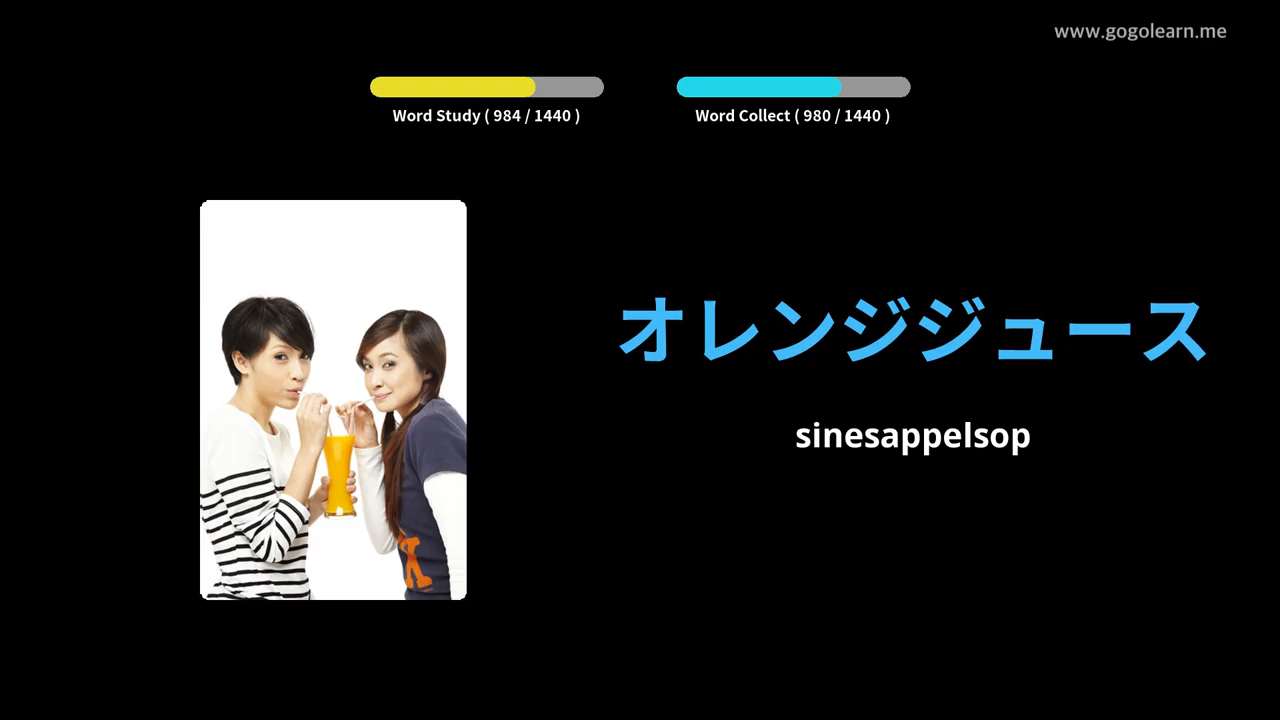 www.gogolearn.me
Word Study ( 984 / 1440 )
Word Collect ( 980 / 1440 )
オレンジジュース
sinesappelsop